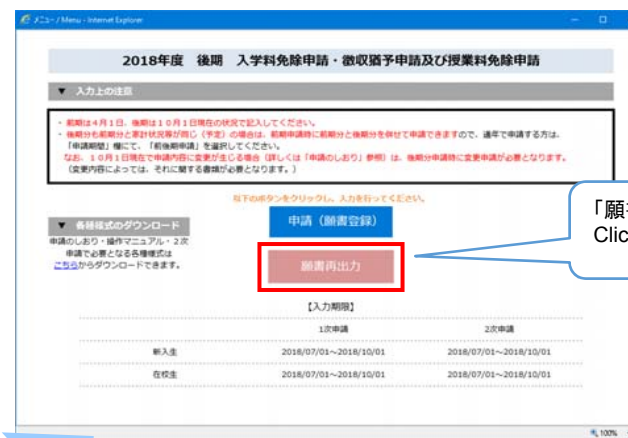 メニュー / Menu - Internet Explorer
2018年度 後期 入学料免除申請・徴収猶予申請及び授業料免除申請
▼ 入力上の注意
・前期は４月１日、後期は１０月１日現在の状況で記入してください。
・後期分も前期分と家計状況等が同じ（予定）の場合は、前期申請時に前期分と後期分を併せて申請できますので、通年で申請する方は、
「申請期間」欄にて、「前後期申請」を選択してください。
なお、１０月１日現在で申請内容に変更が生じる場合（詳しくは「申請のしおり」参照）は、後期分申請時に変更申請が必要となります。
（変更内容によっては、それに関する書類が必要となります。）
以下のボタンをクリックし、入力を行ってください。
▼ 各種様式のダウンロード
申請のしおり・操作マニュアル・２次
申請で必要となる各種様式は
こちらからダウンロードできます。
申請（願書登録）
願書再出力
「願
Clic
【入力期限】
1次申請 2次申請
新入生 2018/07/01～2018/10/01 2018/07/01～2018/10/01
在校生 2018/07/01～2018/10/01 2018/07/01～2018/10/01
100%